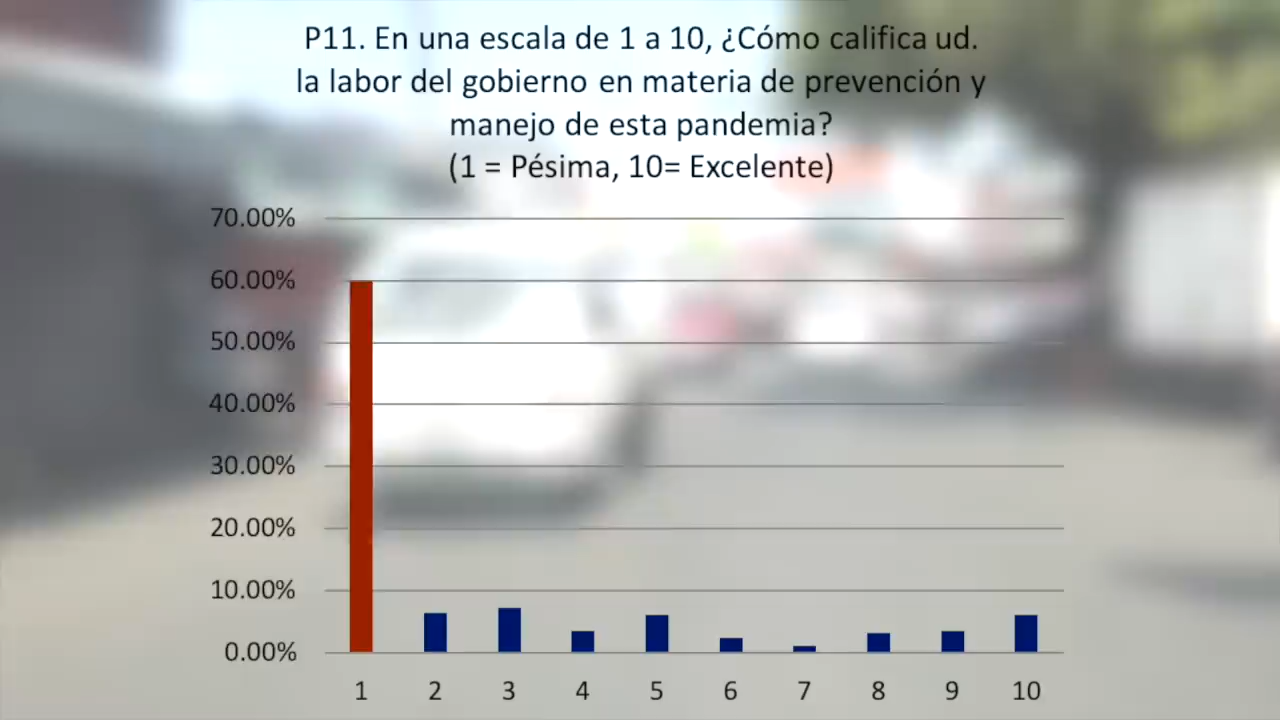 P11. En una escala de 1 a 10, ¿Cómo califica ud.
la labor del gobierno en materia de prevención y
manejo de esta pandemia?
(1 = Pésima, 10= Excelente)
70.00%
60.00%
50.00%
40.00%
30.00%
20.00%
10.00%
0.00%
1 2 3 4 5 6 7 8 9 10